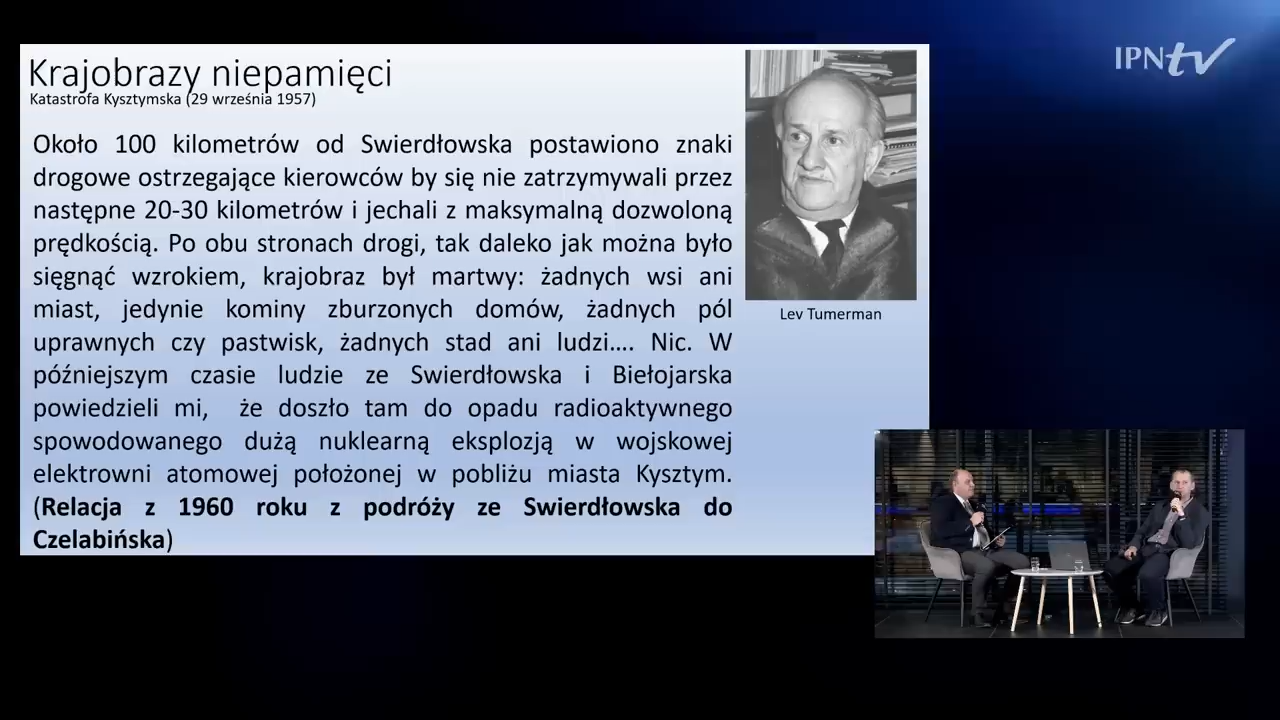 IPNtv
Krajobrazy niepamięci
Katastrofa Kysztymska (29 września 1957)
Około 100 kilometrów od Swierdłowska postawiono znaki
drogowe ostrzegające kierowców by się nie zatrzymywali przez
następne 20-30 kilometrów i jechali z maksymalną dozwoloną
prędkością. Po obu stronach drogi, tak daleko jak można było
sięgnąć wzrokiem, krajobraz był martwy: żadnych wsi ani
miast, jedynie kominy zburzonych domów, żadnych pól
uprawnych czy pastwisk, żadnych stad ani ludzi.... Nic. W
późniejszym czasie ludzie ze Swierdłowska i Biełojarska
powiedzieli mi, że doszło tam do opadu radioaktywnego
spowodowanego dużą nuklearną eksplozją w wojskowej
elektrowni atomowej położonej w pobliżu miasta Kysztym.
(Relacja z 1960 roku z podróży ze Swierdłowska do
Czelabińska)
Lev Tumerman